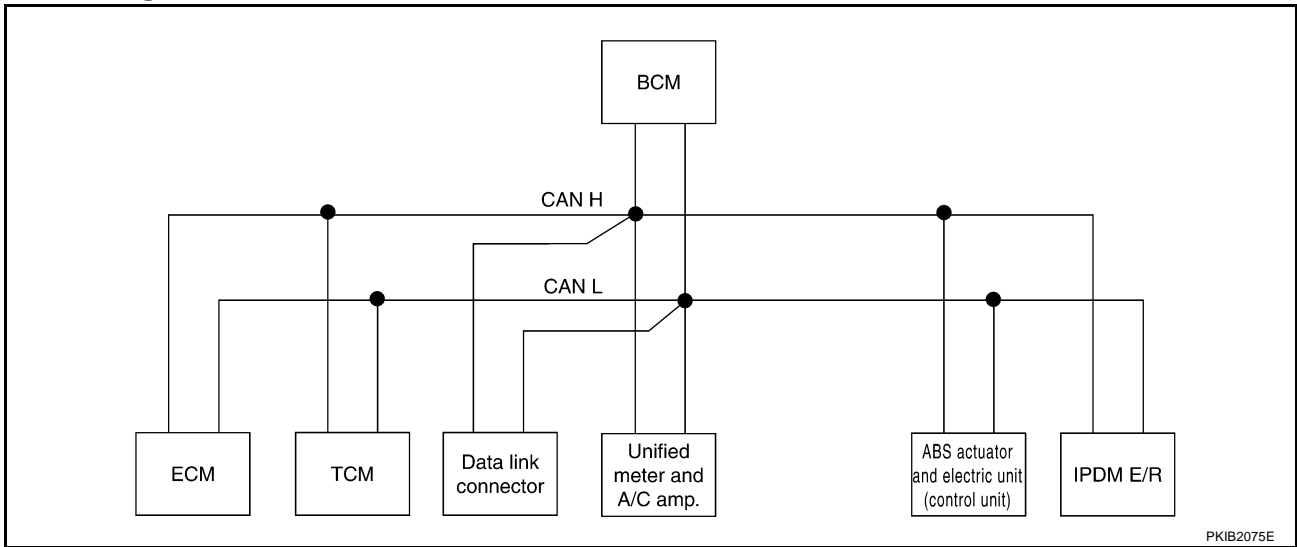 BCM
CAN H
CAN L
ECM
TCM
Data link
connector
Unified
meter and
A/C amp.
ABS actuator
and electric unit
(control unit)
IPDM E/R
PKIB2075E